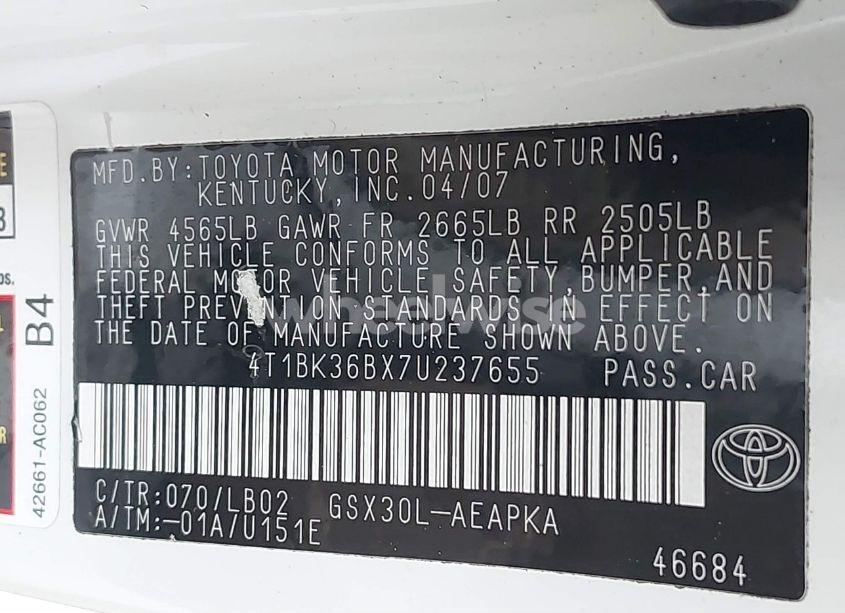 MFD.BY:TOYOTA MOTOR MANUFACTURING,
KENTUCKY,INC.04/07
GVWR 4565LB GAWR FR 2665LB RR 2505LB
THIS VEHICLE CONFORMS TO ALL APPLICABLE
FEDERAL MOTOR VEHICLE SAFETY,BUMPER,AND
THEFT PREVENTION STANDARDS IN EFFECT ON
THE DATE OF MANUFACTURE SHOWN ABOVE.
4T1BK36BX7U237655 PASS.CAR
C/TR:070/LB02 GSX30L-AEAPKA
A/TM:-01A/U151E
46684
42661-AC062 B4
wheelwise